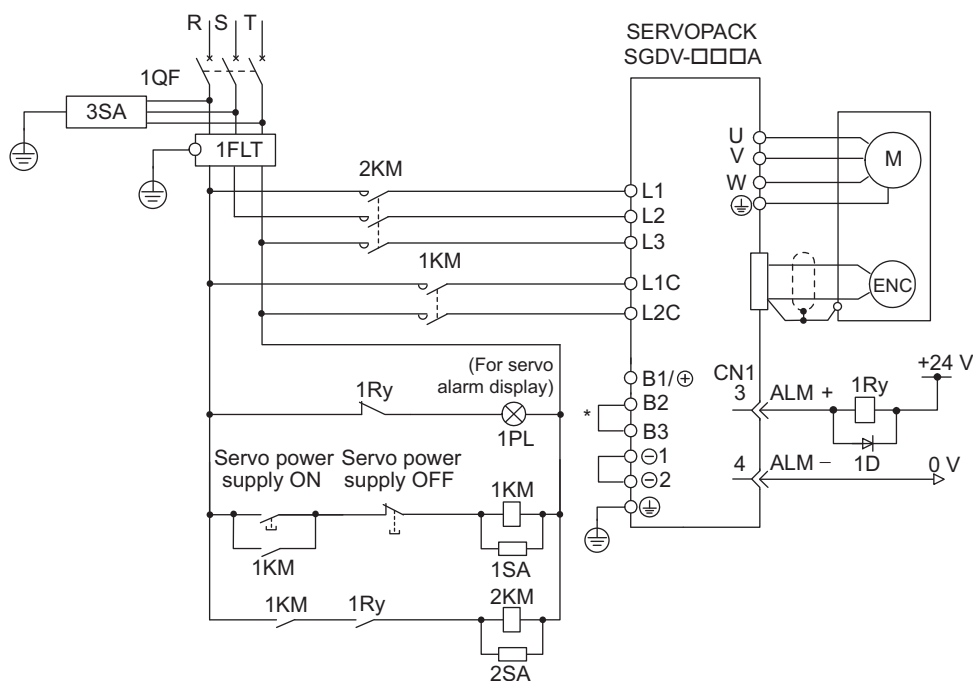 R S T
1QF
3SA
1FLT
2KM
1KM
SERVOPACK
SGDV-□□□A
U
V
W
M
ENC
L1
L2
L3
L1C
L2C
B1/⊕
B2
B3
*
⊖1
⊖2
CN1
3
ALM +
1Ry
+24 V
1D
4
ALM −
0 V
(For servo
alarm display)
1Ry
1PL
Servo power
supply ON
Servo power
supply OFF
1KM
1KM
1SA
1KM
1Ry
2KM
2SA